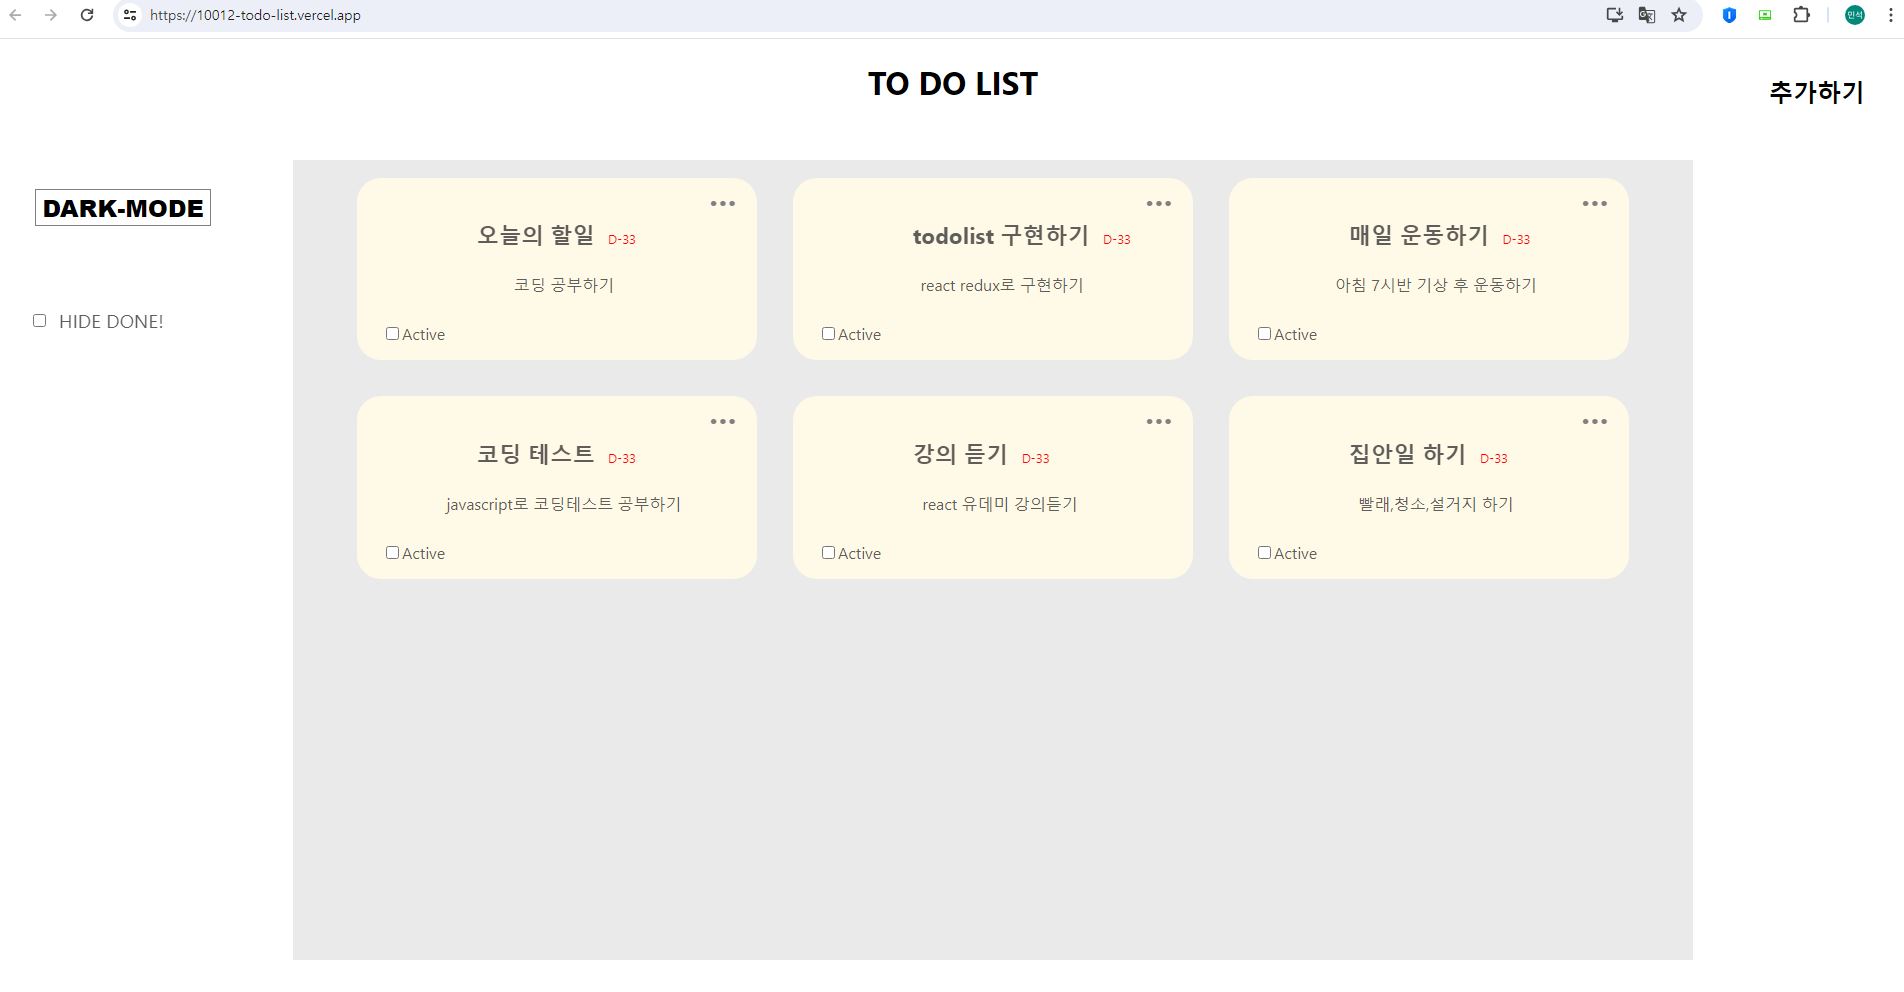 https://10012-todo-list.vercel.app
민석
TO DO LIST
추가하기
DARK-MODE
HIDE DONE!
오늘의 할일 D-33
코딩 공부하기
Active
todolist 구현하기 D-33
react redux로 구현하기
Active
매일 운동하기 D-33
아침 7시반 기상 후 운동하기
Active
코딩 테스트 D-33
javascript로 코딩테스트 공부하기
Active
강의 듣기 D-33
react 유데미 강의듣기
Active
집안일 하기 D-33
빨래,청소,설거지 하기
Active